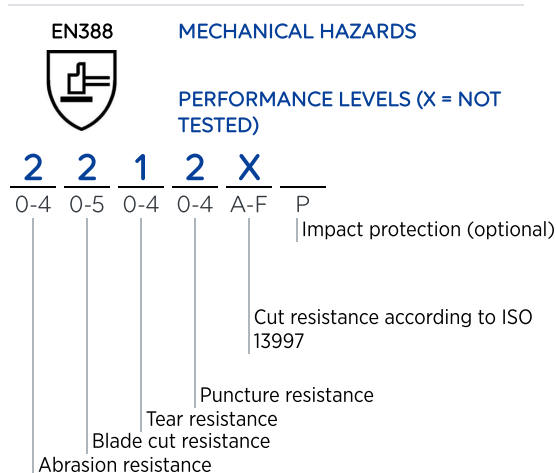 EN388
MECHANICAL HAZARDS
PERFORMANCE LEVELS (X = NOT
TESTED)
2 2 1 2 X
0-4 0-5 0-4 0-4 A-F P
Impact protection (optional)
Cut resistance according to ISO
13997
Puncture resistance
Tear resistance
Blade cut resistance
Abrasion resistance